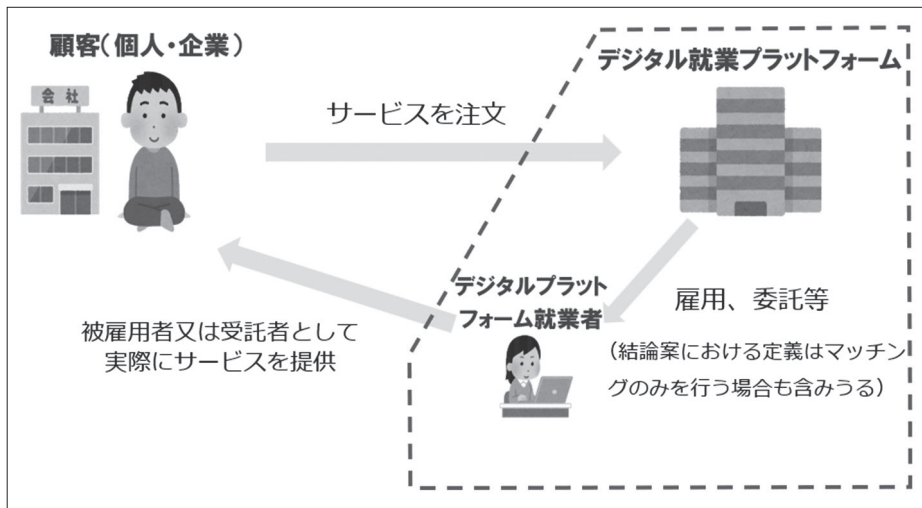 顧客(個人・企業)
会社
サービスを注文
デジタル就業プラットフォーム
デジタルプラット
フォーム就業者
雇用、委託等
（結論案における定義はマッチン
グのみを行う場合も含みうる）
被雇用者又は受託者として
実際にサービスを提供